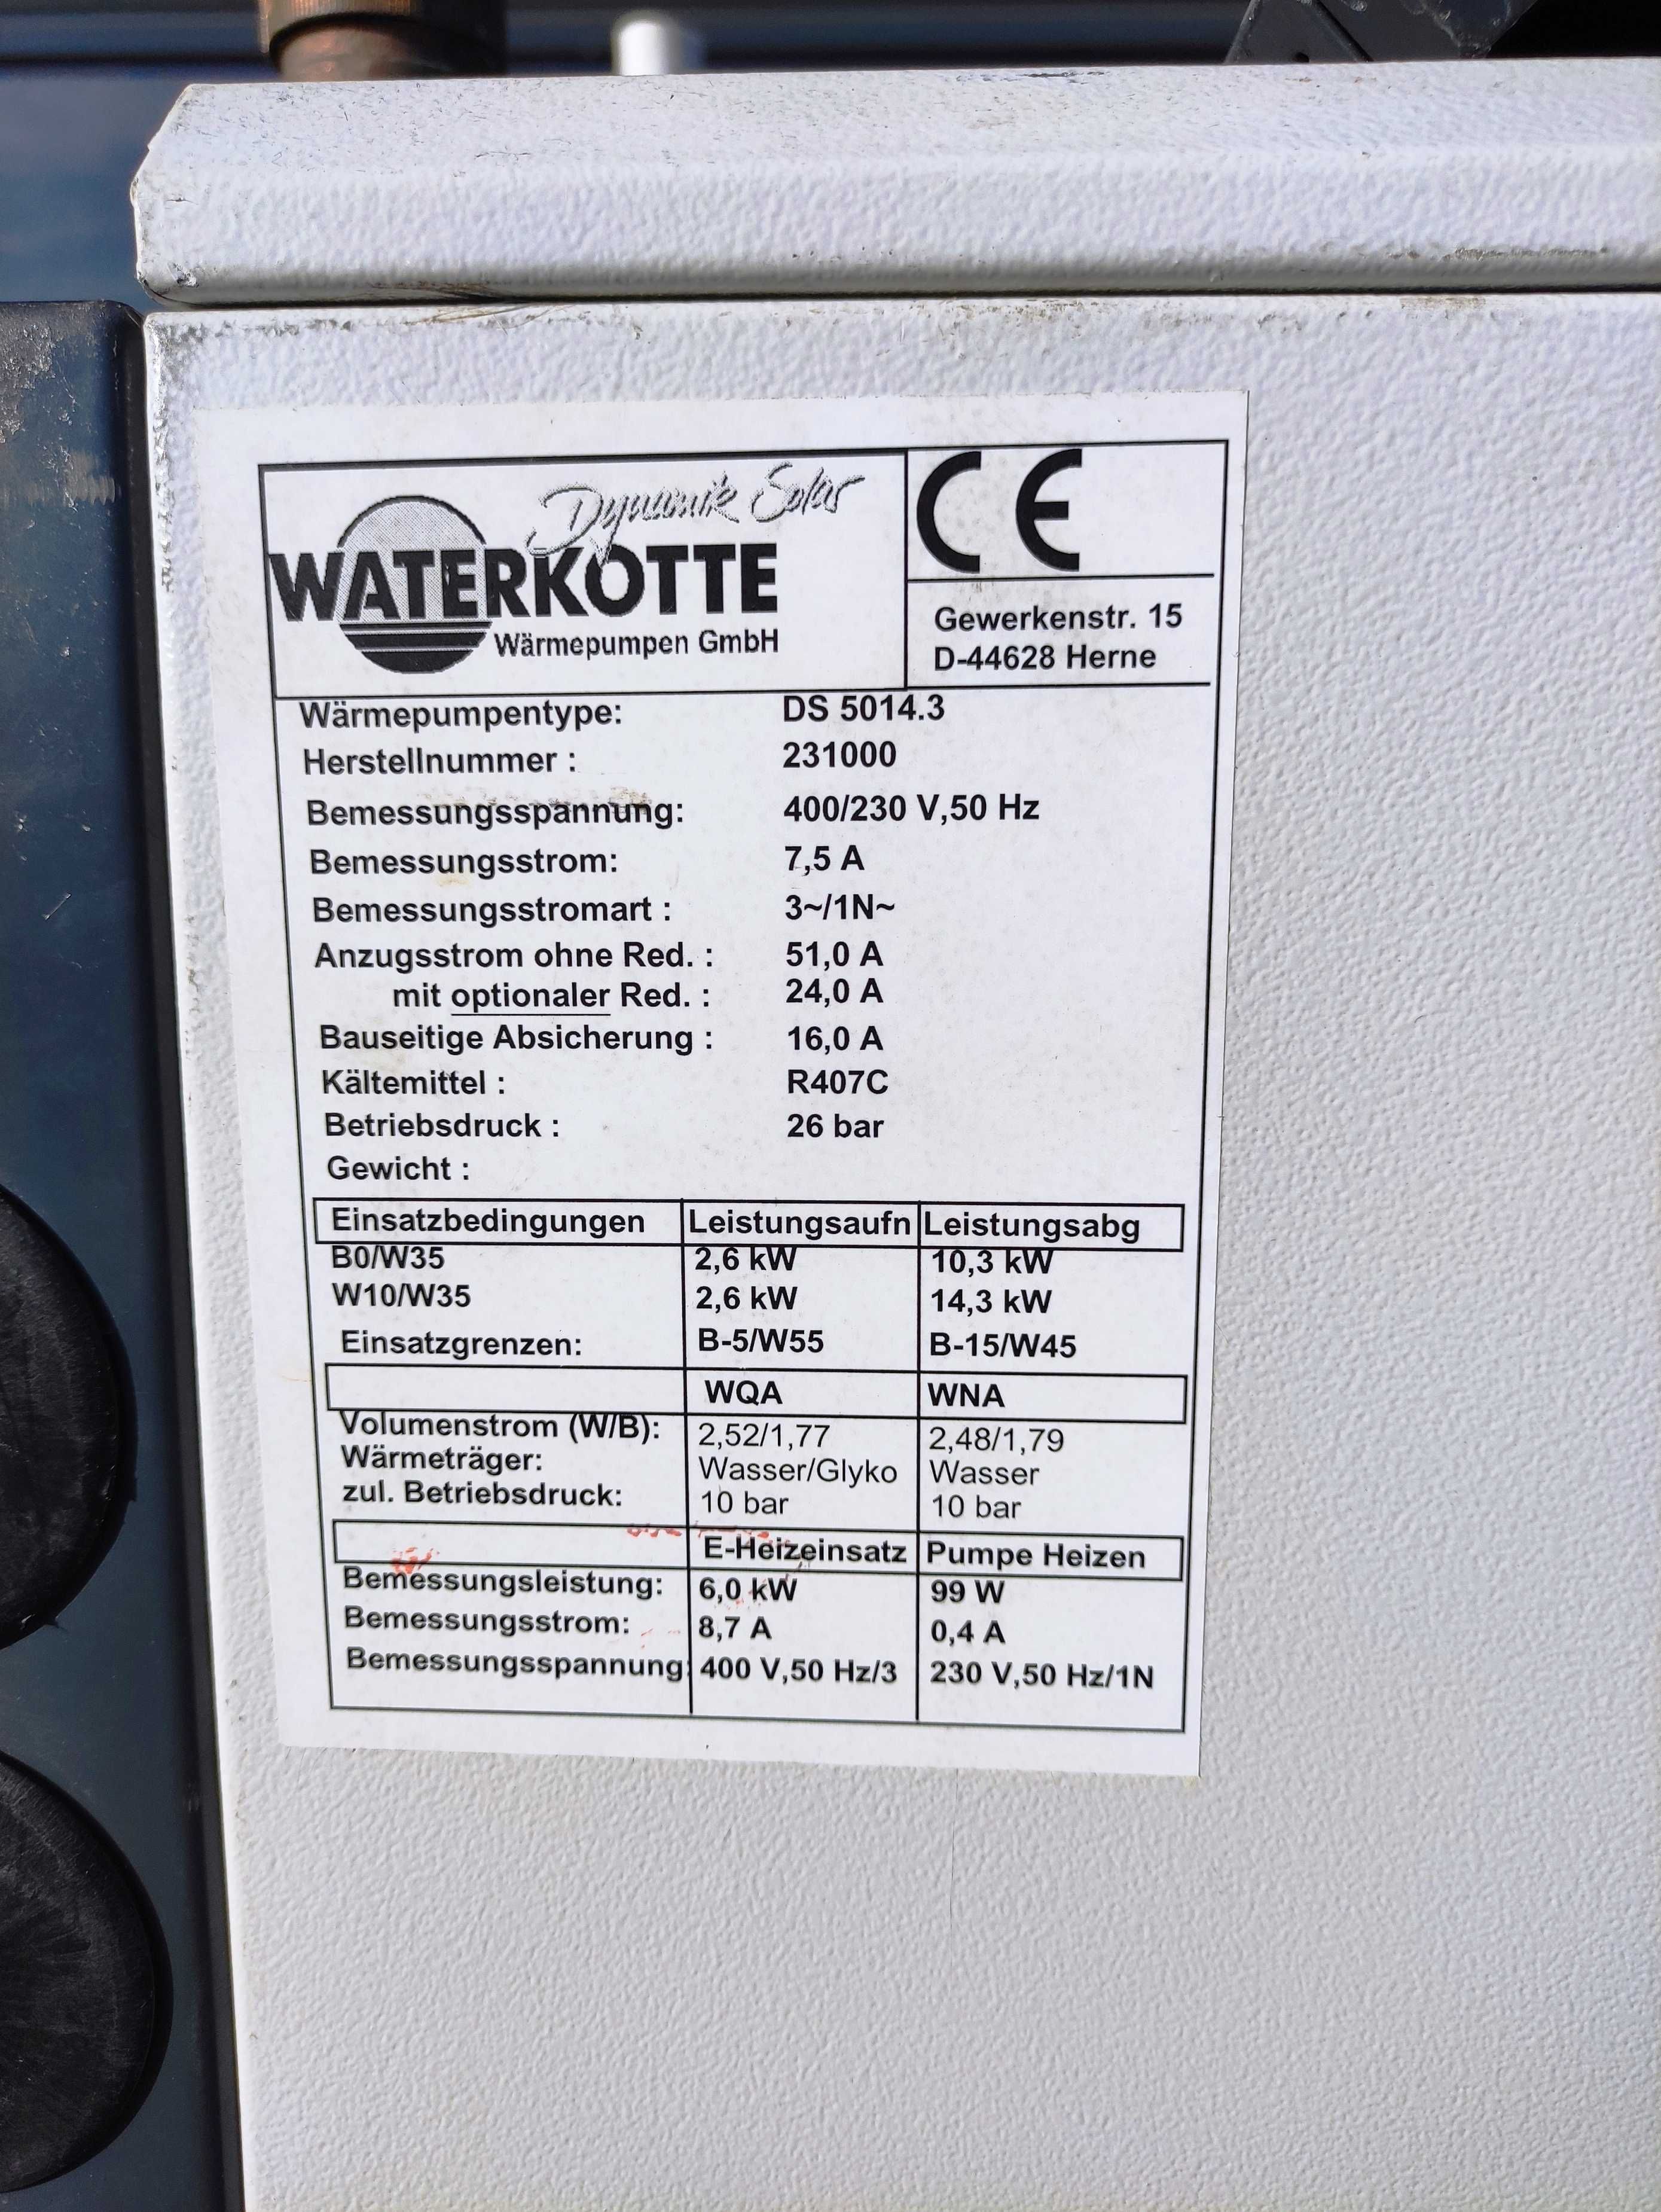 Dynamik Solar
WATERKOTTE
Wärmepumpen GmbH
CE
Gewerkenstr. 15
D-44628 Herne
Wärmepumpentype: DS 5014.3
Herstellnummer : 231000
Bemessungsspannung: 400/230 V,50 Hz
Bemessungsstrom: 7,5 A
Bemessungsstromart : 3~/1N~
Anzugsstrom ohne Red. : 51,0 A
mit optionaler Red. : 24,0 A
Bauseitige Absicherung : 16,0 A
Kältemittel : R407C
Betriebsdruck : 26 bar
Gewicht :
Einsatzbedingungen Leistungsaufn Leistungsabg
B0/W35 2,6 kW 10,3 kW
W10/W35 2,6 kW 14,3 kW
Einsatzgrenzen: B-5/W55 B-15/W45
WQA WNA
Volumenstrom (W/B): 2,52/1,77 2,48/1,79
Wärmeträger: Wasser/Glyko Wasser
zul. Betriebsdruck: 10 bar 10 bar
E-Heizeinsatz Pumpe Heizen
Bemessungsleistung: 6,0 kW 99 W
Bemessungsstrom: 8,7 A 0,4 A
Bemessungsspannung: 400 V,50 Hz/3 230 V,50 Hz/1N